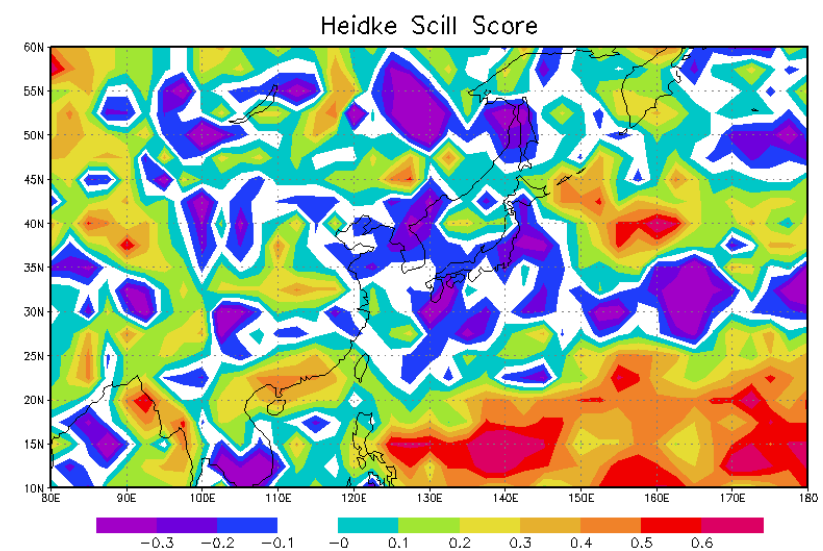 Heidke Scill Score
60N
55N
50N
45N
40N
35N
30N
25N
20N
15N
10N
80E 90E 100E 110E 120E 130E 140E 150E 160E 170E 180
-0.3 -0.2 -0.1 -0 0.1 0.2 0.3 0.4 0.5 0.6